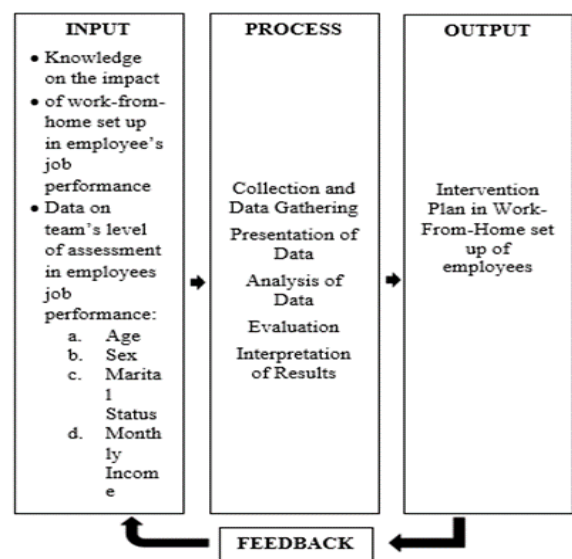 INPUT
• Knowledge
on the impact
• of work-from-
home set up
in employee's
job
performance
• Data on
team's level
of assessment
in employees
job
performance:
a. Age
b. Sex
c. Marita
l
Status
d. Month
ly
Incom
e
PROCESS
Collection and
Data Gathering
Presentation of
Data
Analysis of
Data
Evaluation
Interpretation
of Results
OUTPUT
Intervention
Plan in Work-
From-Home set
up of
employees
FEEDBACK